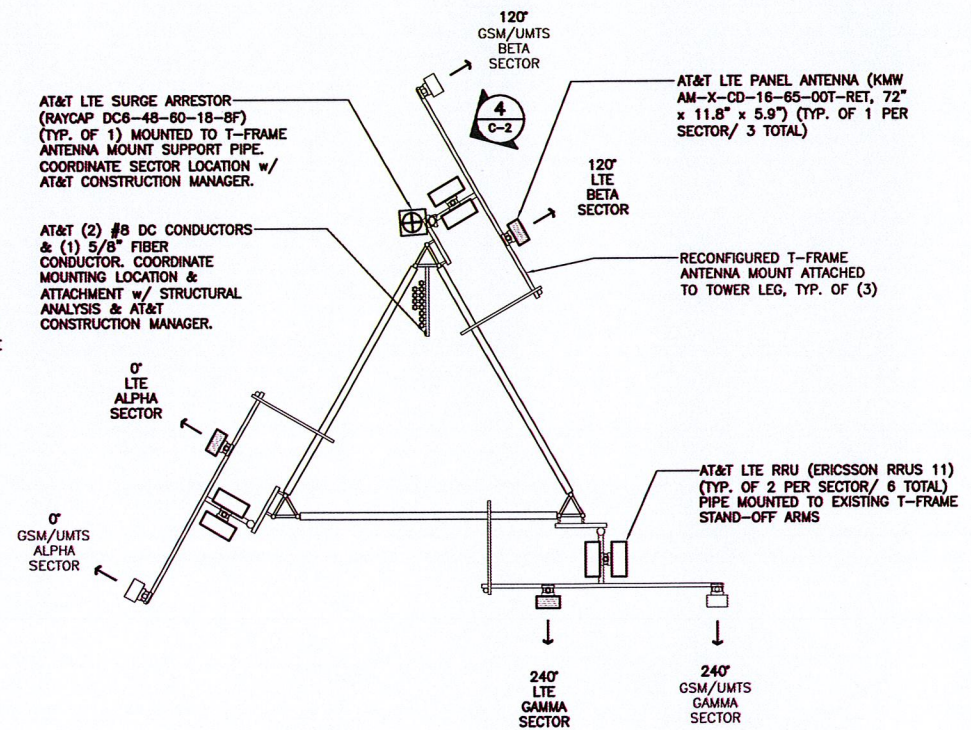 120°
GSM/UMTS
BETA
SECTOR
AT&T LTE SURGE ARRESTOR
(RAYCAP DC6-48-60-18-8F)
(TYP. OF 1) MOUNTED TO T-FRAME
ANTENNA MOUNT SUPPORT PIPE.
COORDINATE SECTOR LOCATION w/
AT&T CONSTRUCTION MANAGER.
4
C-2
AT&T LTE PANEL ANTENNA (KMW
AM-X-CD-16-65-00T-RET, 72"
x 11.8" x 5.9") (TYP. OF 1 PER
SECTOR/ 3 TOTAL)
120°
LTE
BETA
SECTOR
AT&T (2) #8 DC CONDUCTORS
& (1) 5/8" FIBER
CONDUCTOR. COORDINATE
MOUNTING LOCATION &
ATTACHMENT w/ STRUCTURAL
ANALYSIS & AT&T
CONSTRUCTION MANAGER.
RECONFIGURED T-FRAME
ANTENNA MOUNT ATTACHED
TO TOWER LEG, TYP. OF (3)
0°
LTE
ALPHA
SECTOR
0°
GSM/UMTS
ALPHA
SECTOR
AT&T LTE RRU (ERICSSON RRUS 11)
(TYP. OF 2 PER SECTOR/ 6 TOTAL)
PIPE MOUNTED TO EXISTING T-FRAME
STAND-OFF ARMS
240°
LTE
GAMMA
SECTOR
240°
GSM/UMTS
GAMMA
SECTOR